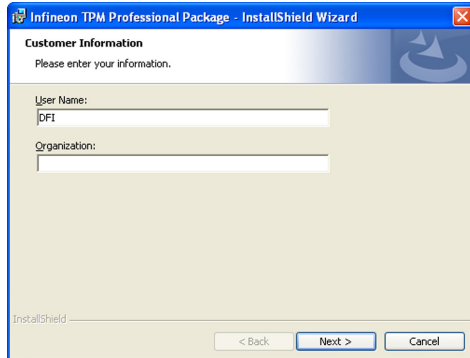 Infineon TPM Professional Package - InstallShield Wizard
Customer Information
Please enter your information.
User Name:
DFI
Organization:
InstallShield
< Back
Next >
Cancel